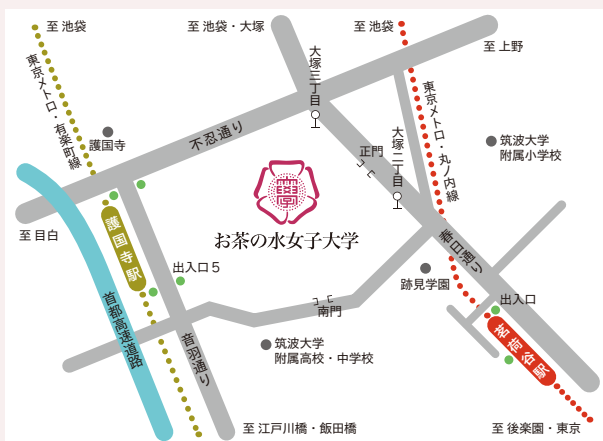 至 池袋
至 池袋・大塚
至 池袋
至 上野
大塚三丁目
東京メトロ・有楽町線
東京メトロ・丸ノ内線
護国寺
不忍通り
正門
大塚二丁目
筑波大学
附属小学校
至 目白
護国寺駅
お茶の水女子大学
春日通り
出入口5
跡見学園
首都高速道路
南門
出入口
音羽通り
筑波大学
附属高校・中学校
茗荷谷駅
至 江戸川橋・飯田橋
至 後楽園・東京